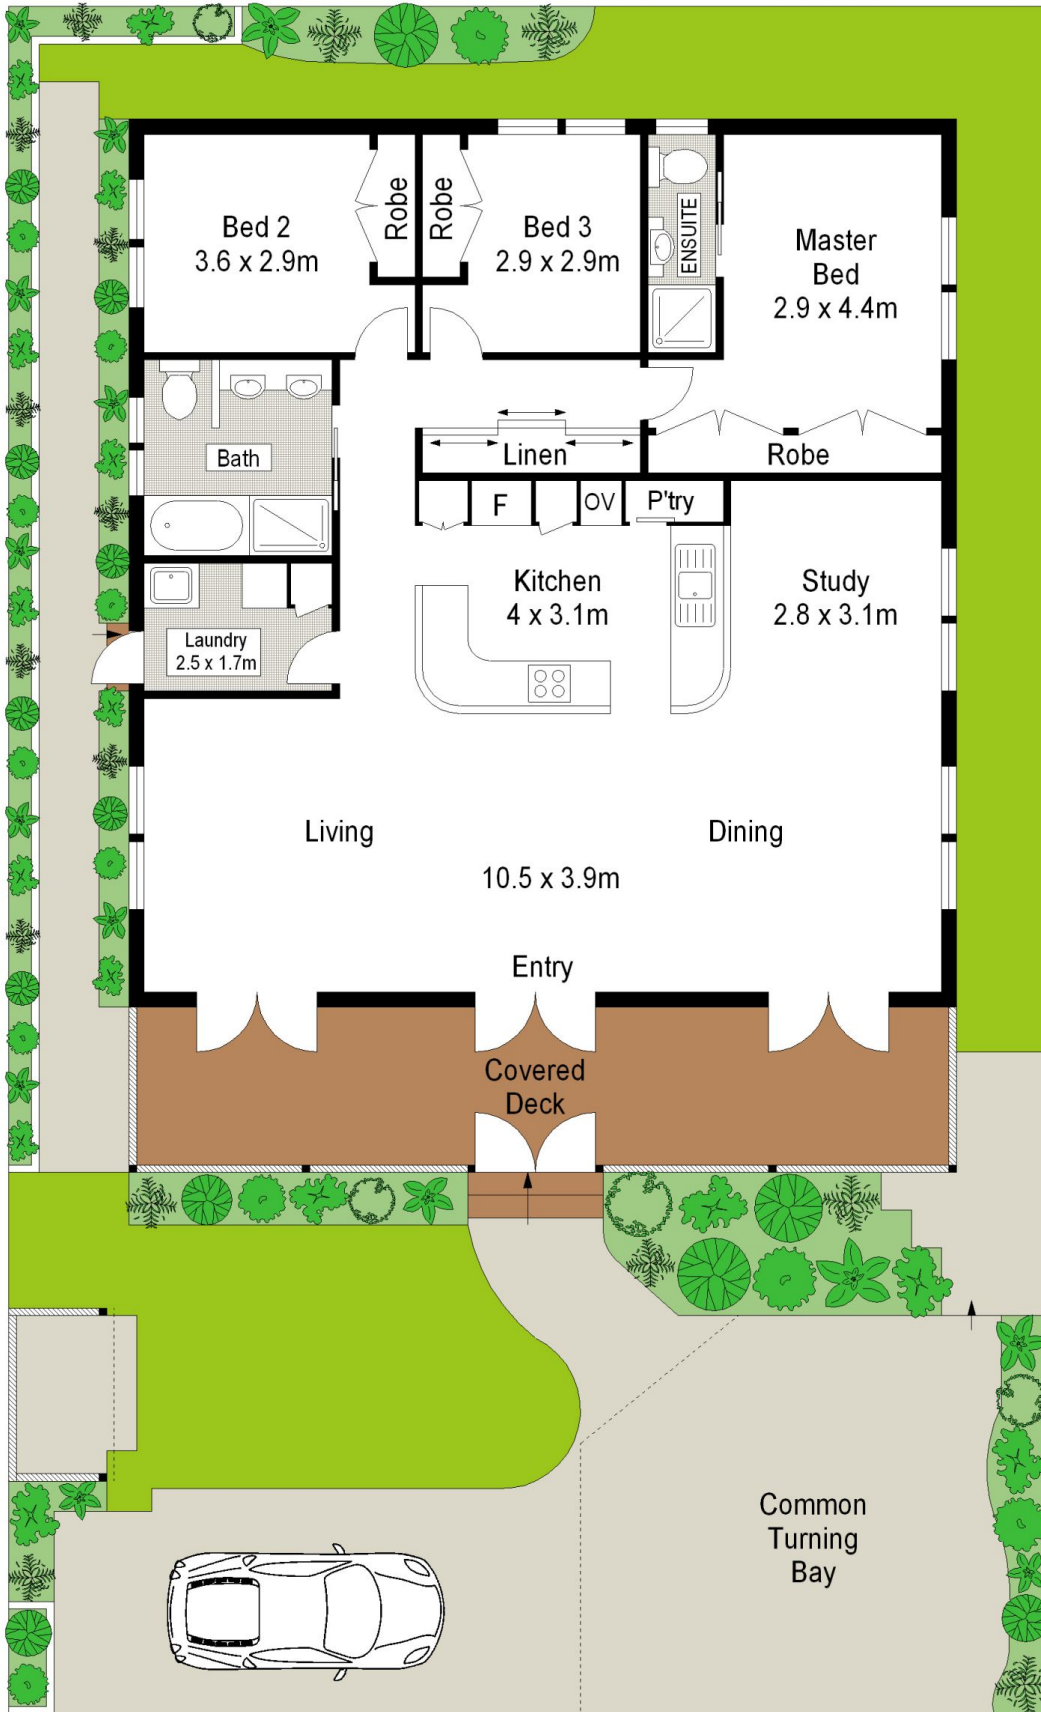 Bed 2
3.6 x 2.9m
Robe
Robe
Bed 3
2.9 x 2.9m
ENSUITE
Master
Bed
2.9 x 4.4m
Bath
Linen
Robe
F
OV
P'try
Kitchen
4 x 3.1m
Study
2.8 x 3.1m
Laundry
2.5 x 1.7m
Living
Dining
10.5 x 3.9m
Entry
Covered
Deck
Common
Turning
Bay